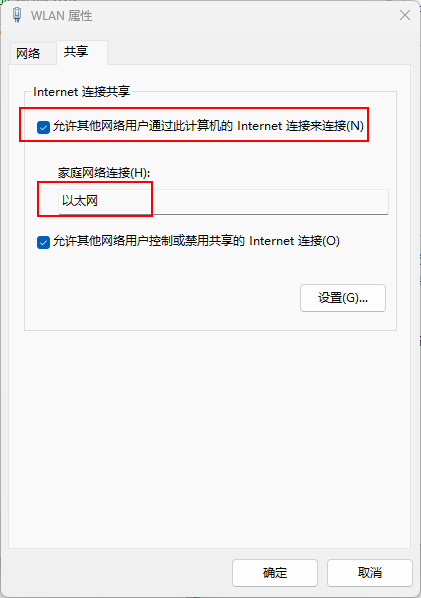 WLAN 属性
网络
共享
Internet 连接共享
允许其他网络用户通过此计算机的 Internet 连接来连接(N)
家庭网络连接(H):
以太网
允许其他网络用户控制或禁用共享的 Internet 连接(O)
设置(G)...
确定
取消